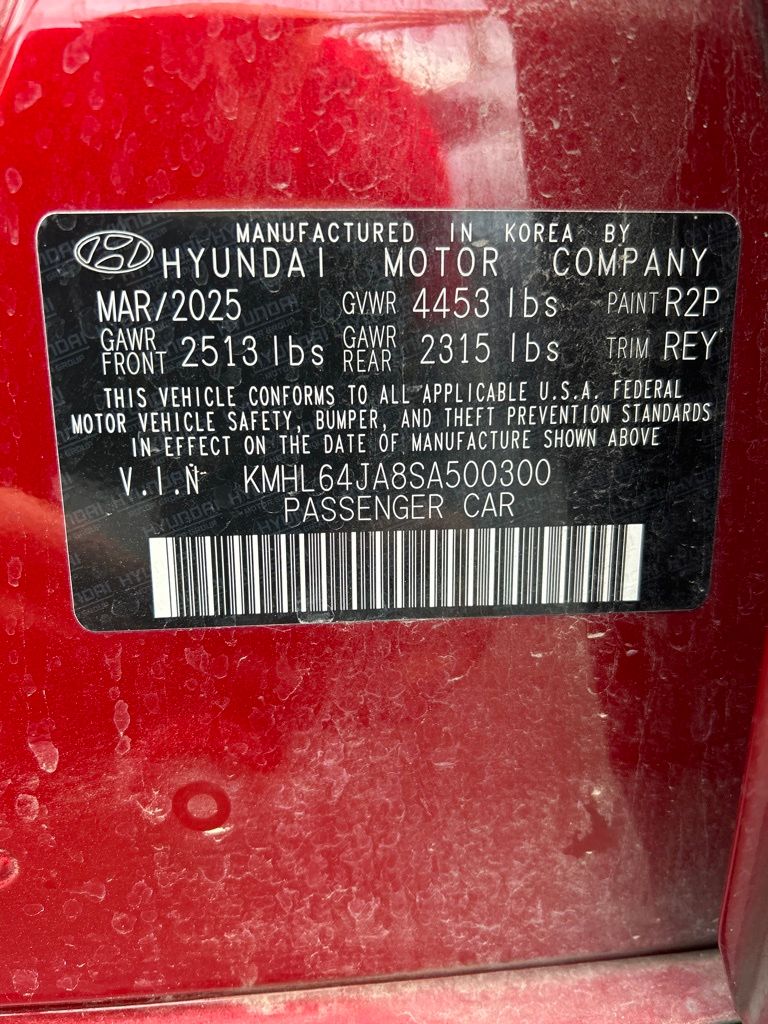 MANUFACTURED IN KOREA BY
HYUNDAI MOTOR COMPANY
MAR/2025 GVWR 4453 lbs PAINT R2P
GAWR FRONT 2513 lbs GAWR REAR 2315 lbs TRIM REY
THIS VEHICLE CONFORMS TO ALL APPLICABLE U.S.A. FEDERAL
MOTOR VEHICLE SAFETY, BUMPER, AND THEFT PREVENTION STANDARDS
IN EFFECT ON THE DATE OF MANUFACTURE SHOWN ABOVE
V.I.N KMHL64JA8SA500300
PASSENGER CAR